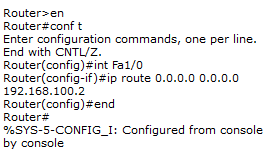 Router>en
Router#conf t
Enter configuration commands, one per line.
End with CNTL/Z.
Router(config)#int Fa1/0
Router(config-if)#ip route 0.0.0.0 0.0.0.0
192.168.100.2
Router(config)#end
Router#
%SYS-5-CONFIG_I: Configured from console
by console